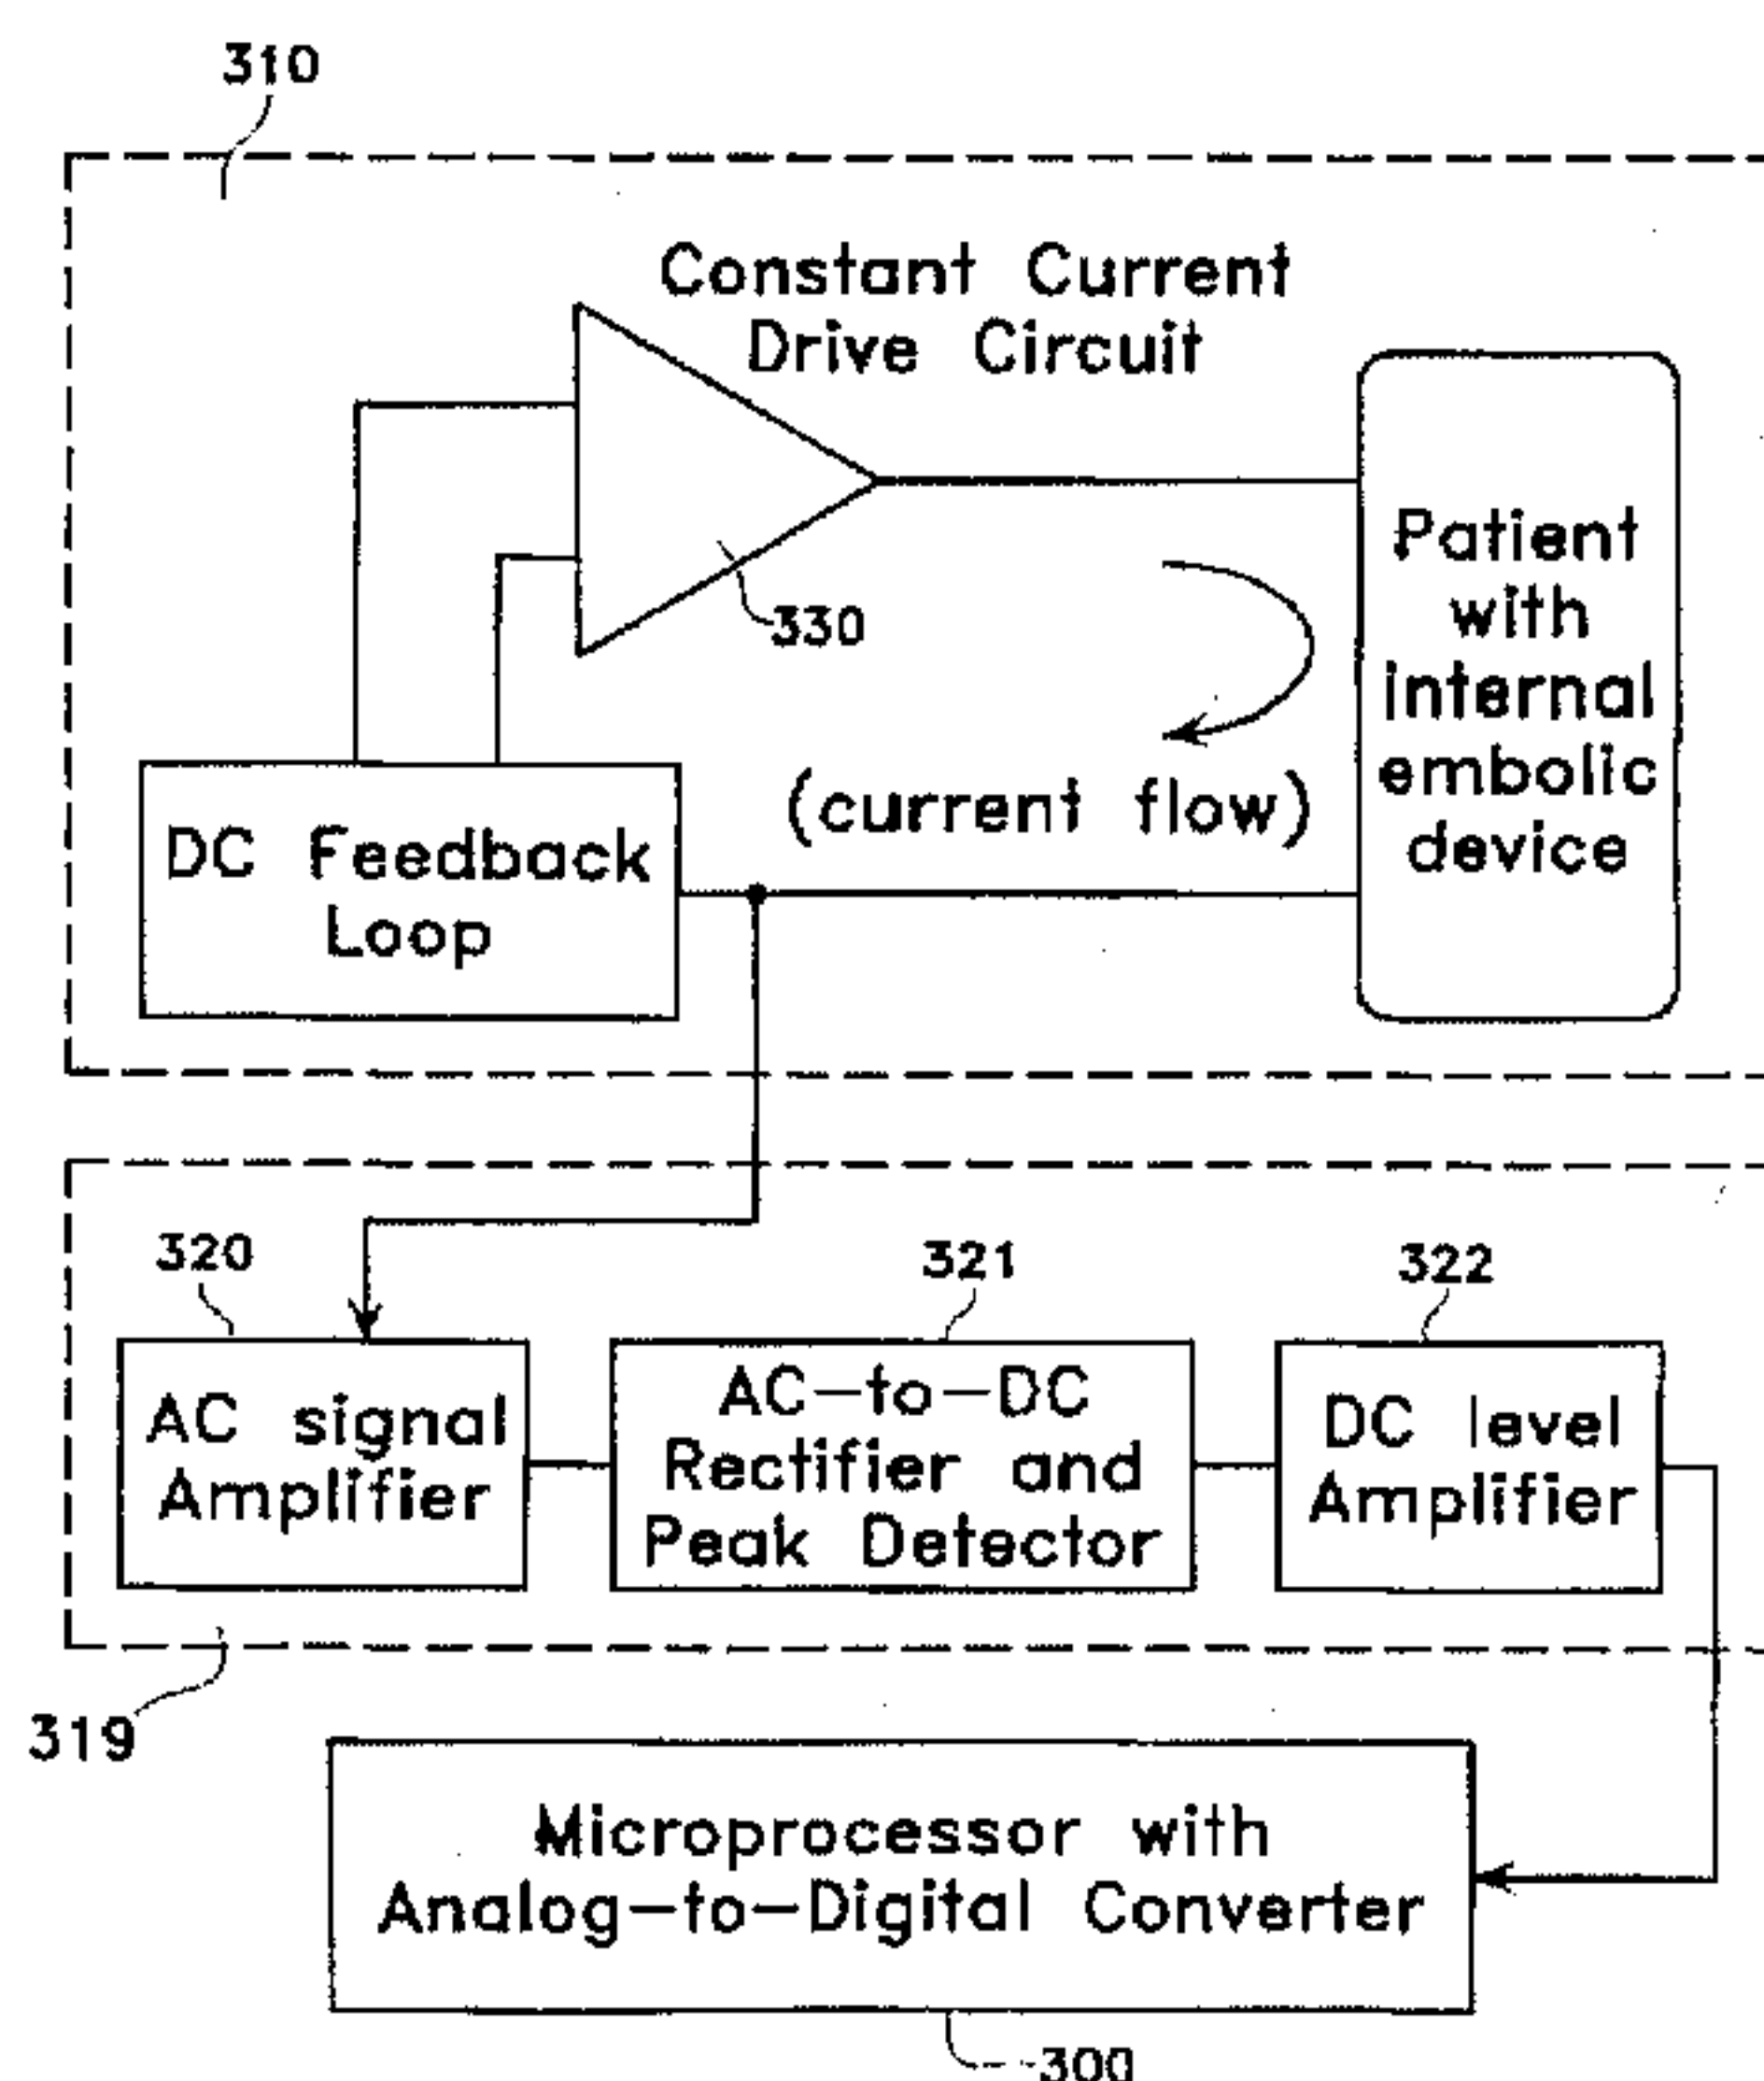 310
Constant Current
Drive Circuit
330
Patient
with
internal
embolic
device
(current flow)
DC Feedback
Loop
320
321
322
AC signal
Amplifier
AC-to-DC
Rectifier and
Peak Detector
DC level
Amplifier
319
Microprocessor with
Analog-to-Digital Converter
300